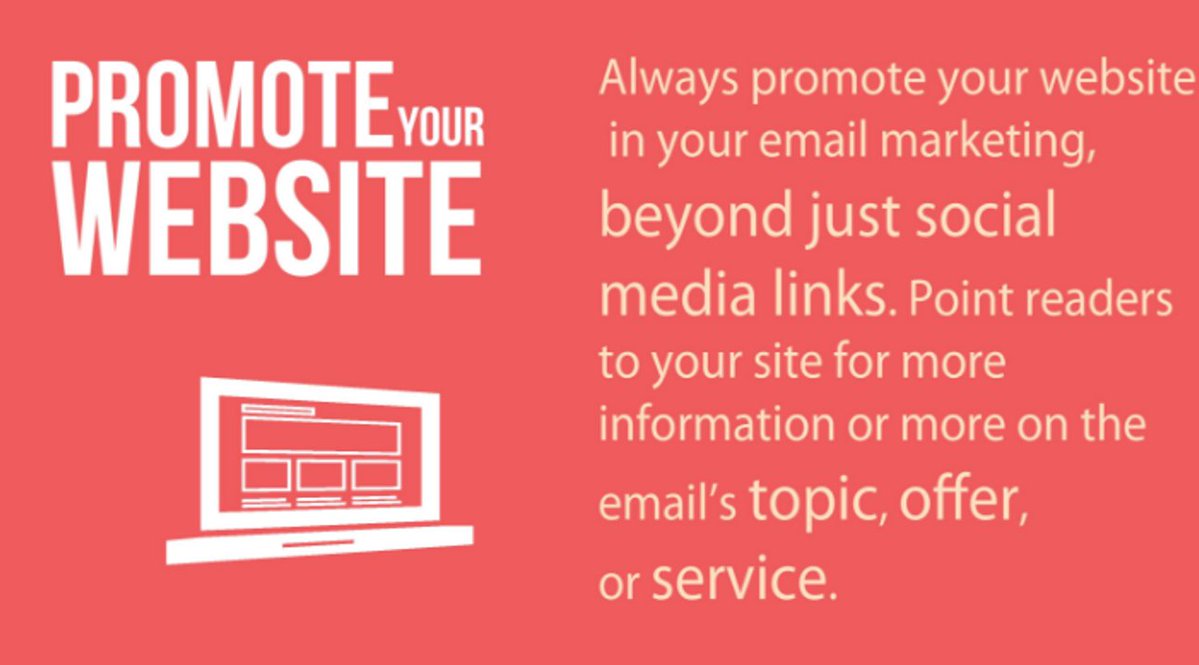 PROMOTE YOUR
WEBSITE
Always promote your website
in your email marketing,
beyond just social
media links. Point readers
to your site for more
information or more on the
email's topic, offer,
or service.